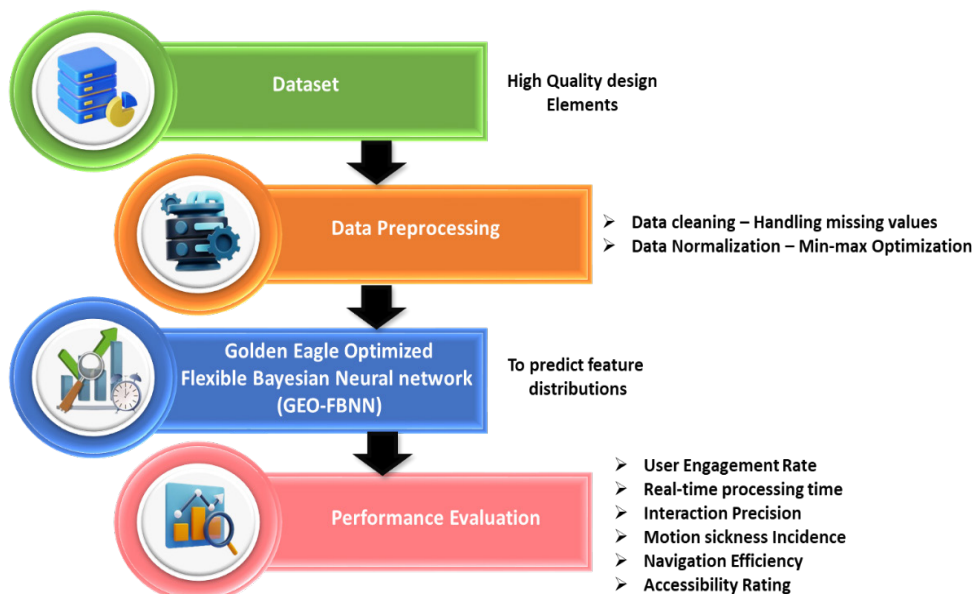 Dataset
High Quality design
Elements
Data Preprocessing
➢ Data cleaning – Handling missing values
➢ Data Normalization – Min-max Optimization
Golden Eagle Optimized
Flexible Bayesian Neural network
(GEO-FBNN)
To predict feature
distributions
Performance Evaluation
➢ User Engagement Rate
➢ Real-time processing time
➢ Interaction Precision
➢ Motion sickness Incidence
➢ Navigation Efficiency
➢ Accessibility Rating